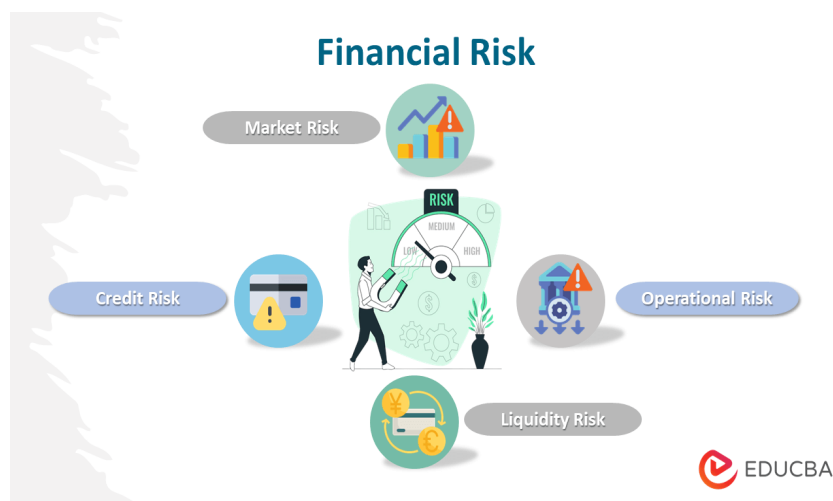 Financial Risk
Market Risk
RISK
MEDIUM
LOW
HIGH
Credit Risk
Operational Risk
Liquidity Risk
EDUCBA